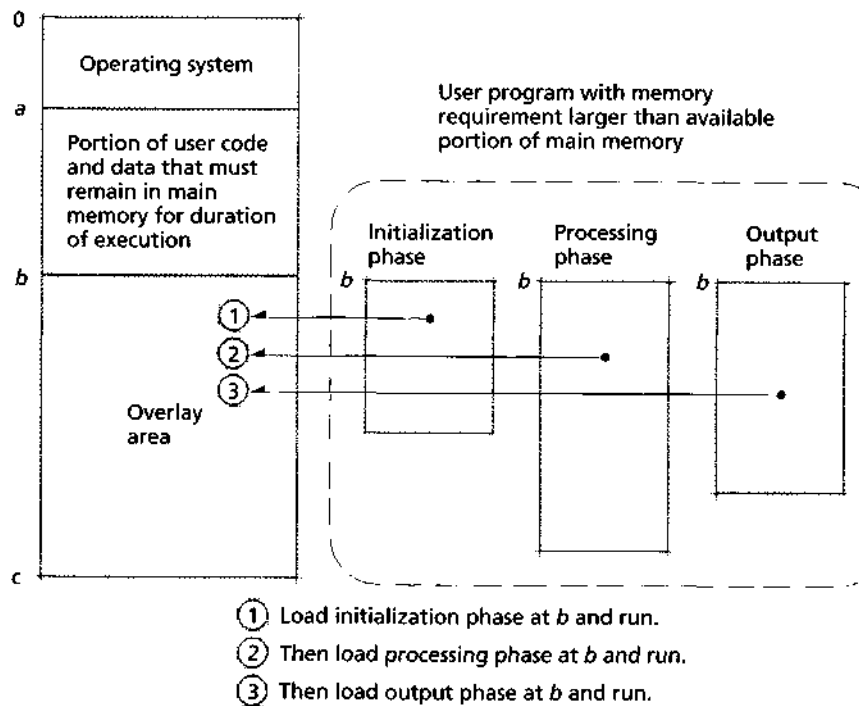 0
Operating system
a
Portion of user code
and data that must
remain in main
memory for duration
of execution
b
1
2
3
Overlay
area
c
User program with memory
requirement larger than available
portion of main memory
Initialization
phase
Processing
phase
Output
phase
b
b
b
1 Load initialization phase at b and run.
2 Then load processing phase at b and run.
3 Then load output phase at b and run.